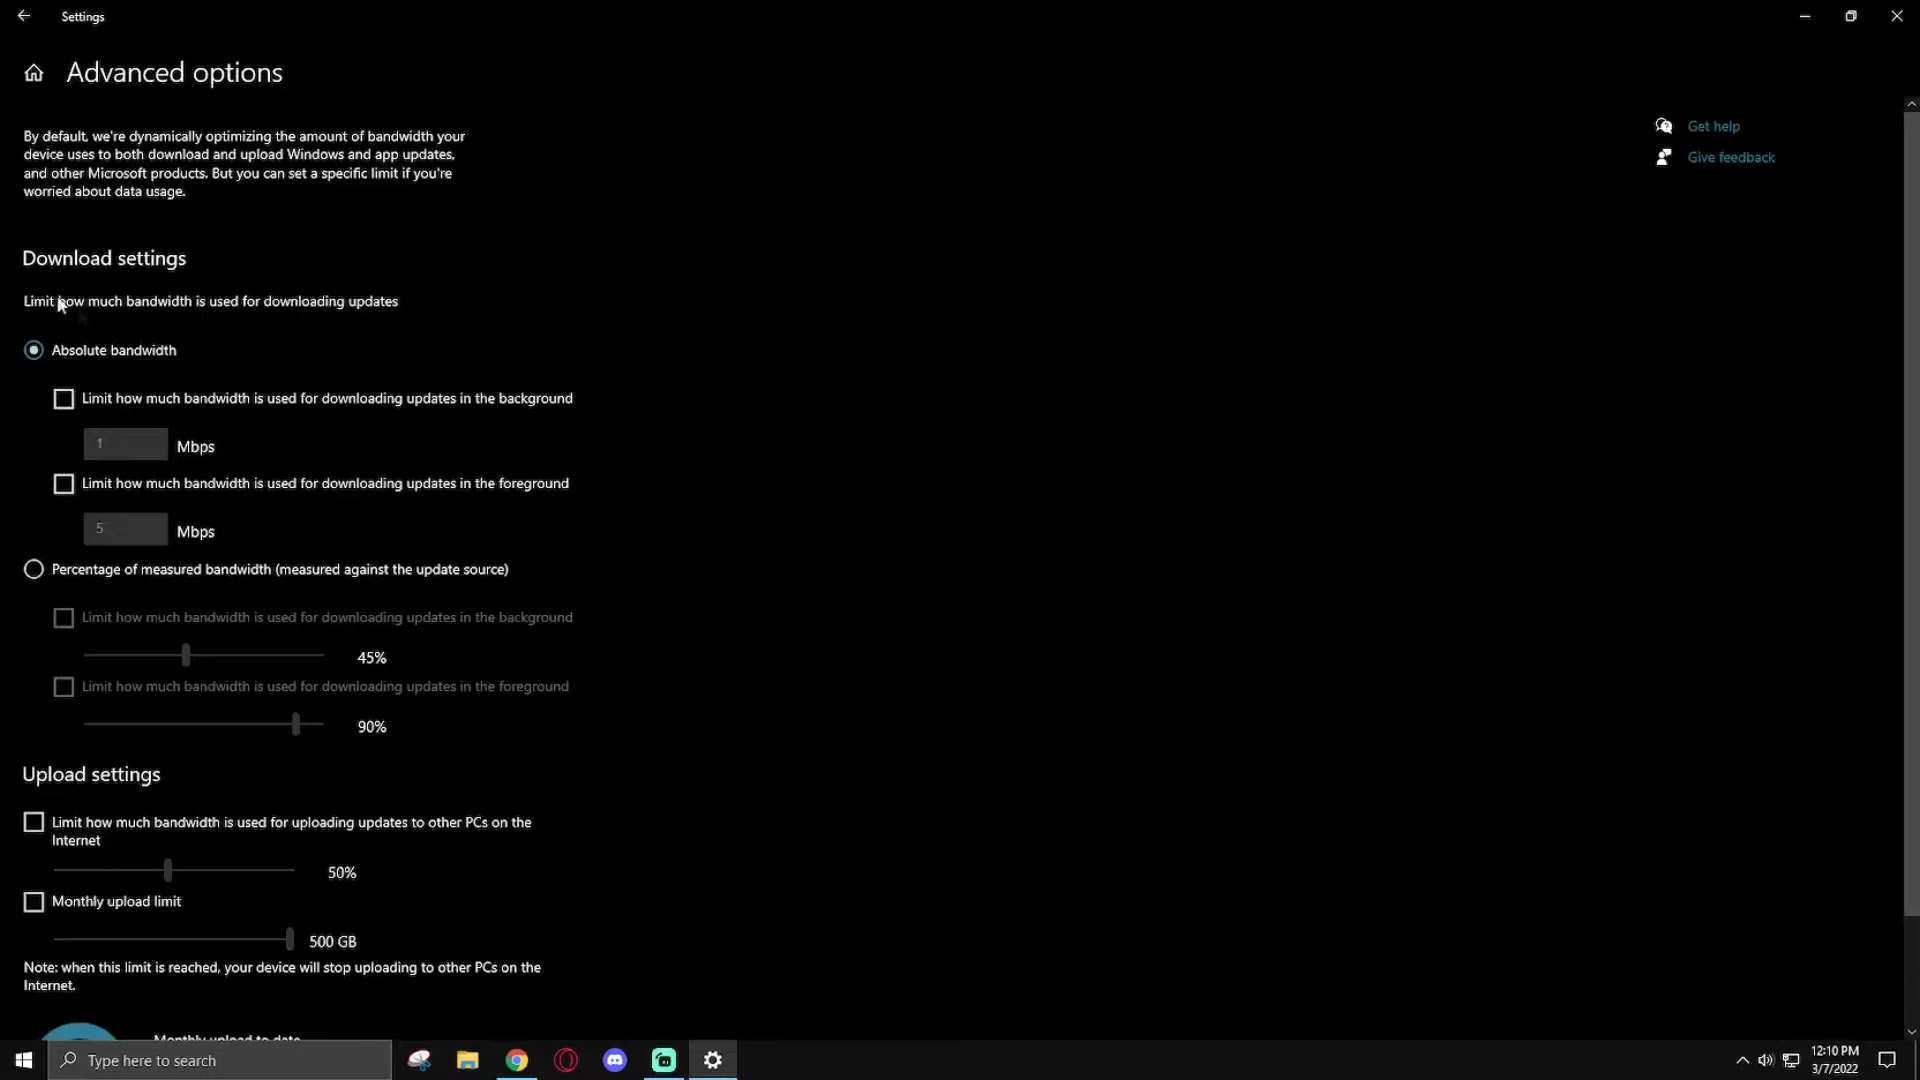 Settings
Advanced options
By default, we're dynamically optimizing the amount of bandwidth your
device uses to both download and upload Windows and app updates,
and other Microsoft products. But you can set a specific limit if you're
worried about data usage.
Get help
Give feedback
Download settings
Limit how much bandwidth is used for downloading updates
Absolute bandwidth
Limit how much bandwidth is used for downloading updates in the background
1 Mbps
Limit how much bandwidth is used for downloading updates in the foreground
5 Mbps
Percentage of measured bandwidth (measured against the update source)
Limit how much bandwidth is used for downloading updates in the background
45%
Limit how much bandwidth is used for downloading updates in the foreground
90%
Upload settings
Limit how much bandwidth is used for uploading updates to other PCs on the
Internet
50%
Monthly upload limit
500 GB
Note: when this limit is reached, your device will stop uploading to other PCs on the
Internet.
Monthly upload to date
Type here to search
12:10 PM
3/7/2022